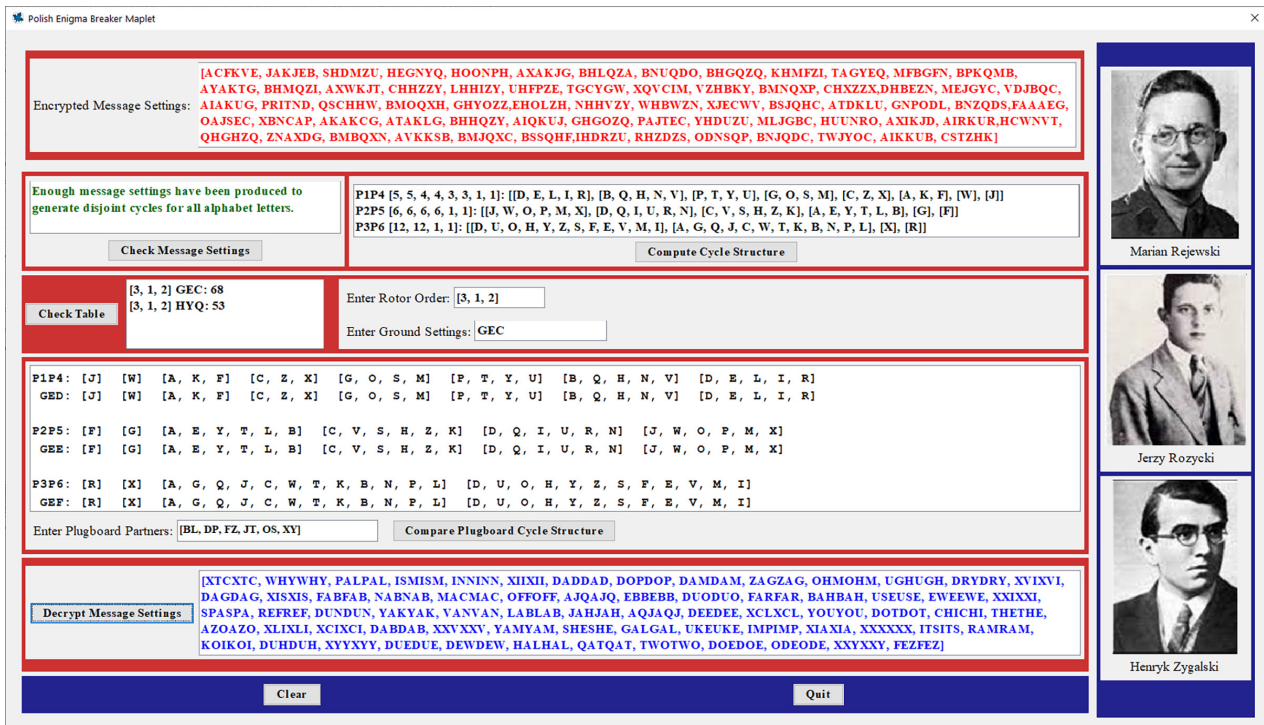 Polish Enigma Breaker Maplet
Encrypted Message Settings:
[ACFKVE, JAKJEB, SHDMZU, HEGNYQ, HOONPH, AXAKJG, BHLQZA, BNUQDO, BHGQZQ, KHMFZI, TAGYEQ, MFBGFN, BPKQMB,
AYAKTG, BHMQZI, AXWKJT, CHHZZY, LHHIZY, UHFPZE, TGCYGW, XQVCIM, VZHBKY, BMNQXP, CHXZZX,DHBEZN, MEJGYC, VDJBQC,
AIAKUG, PRITND, QSCHHW, BMOQXH, GHYOZZ,EHOLZH, NHHVZY, WHBWZN, XJECWV, BSJQHC, ATDKLU, GNPODL, BNZQDS,FAAAEG,
OAJSEC, XBNCAP, AKAKCG, ATAKLG, BHHQZY, AIQKUJ, GHGOZQ, PAJTEC, YHDUZU, MLJGBC, HUUNRO, AXIKJD, AIRKUR,HCWNVT,
QHGHZQ, ZNAXDG, BMBQXN, AVKKSB, BMJQXC, BSSQHF,IHDRZU, RHZDZS, ODNSQP, BNJQDC, TWJYOC, AIKKUB, CSTZHK]
Enough message settings have been produced to
generate disjoint cycles for all alphabet letters.
Check Message Settings
P1P4 [5, 5, 4, 4, 3, 3, 1, 1]: [[D, E, L, I, R], [B, Q, H, N, V], [P, T, Y, U], [G, O, S, M], [C, Z, X], [A, K, F], [W], [J]]
P2P5 [6, 6, 6, 6, 1, 1]: [[J, W, O, P, M, X], [D, Q, I, U, R, N], [C, V, S, H, Z, K], [A, E, Y, T, L, B], [G], [F]]
P3P6 [12, 12, 1, 1]: [[D, U, O, H, Y, Z, S, F, E, V, M, I], [A, G, Q, J, C, W, T, K, B, N, P, L], [X], [R]]
Compute Cycle Structure
Check Table
[3, 1, 2] GEC: 68
[3, 1, 2] HYQ: 53
Enter Rotor Order: [3, 1, 2]
Enter Ground Settings: GEC
P1P4: [J] [W] [A, K, F] [C, Z, X] [G, O, S, M] [P, T, Y, U] [B, Q, H, N, V] [D, E, L, I, R]
GED: [J] [W] [A, K, F] [C, Z, X] [G, O, S, M] [P, T, Y, U] [B, Q, H, N, V] [D, E, L, I, R]
P2P5: [F] [G] [A, E, Y, T, L, B] [C, V, S, H, Z, K] [D, Q, I, U, R, N] [J, W, O, P, M, X]
GEE: [F] [G] [A, E, Y, T, L, B] [C, V, S, H, Z, K] [D, Q, I, U, R, N] [J, W, O, P, M, X]
P3P6: [R] [X] [A, G, Q, J, C, W, T, K, B, N, P, L] [D, U, O, H, Y, Z, S, F, E, V, M, I]
GEF: [R] [X] [A, G, Q, J, C, W, T, K, B, N, P, L] [D, U, O, H, Y, Z, S, F, E, V, M, I]
Enter Plugboard Partners: [BL, DP, FZ, JT, OS, XY]
Compare Plugboard Cycle Structure
Decrypt Message Settings
[XTCXTC, WHYWHY, PALPAL, ISMISM, INNINN, XIIXII, DADDAD, DOPDOP, DAMDAM, ZAGZAG, OHMOHM, UGHUGH, DRYDRY, XVIXVI,
DAGDAG, XISXIS, FABFAB, NABNAB, MACMAC, OFFOFF, AJQAJQ, EBBEBB, DUODUO, FARFAR, BAHBAH, USEUSE, EWEEWE, XXIXXI,
SPASPA, REFREF, DUNDUN, YAKYAK, VANVAN, LABLAB, JAHJAH, AQJAQJ, DEEDEE, XCLXCL, YOUYOU, DOTDOT, CHICHI, THETHE,
AZOAZO, XLIXLI, XCIXCI, DABDAB, XXVXXV, YAMYAM, SHESHE, GALGAL, UKEUKE, IMPIMP, XIAXIA, XXXXXX, ITSITS, RAMRAM,
KOIKOI, DUHDUH, XYYXYY, DUEDUE, DEWDEW, HALHAL, QATQAT, TWOTWO, DOEDOE, ODEODE, XXYXXY, FEZFEZ]
Clear
Quit
Marian Rejewski
Jerzy Rozycki
Henryk Zygalski